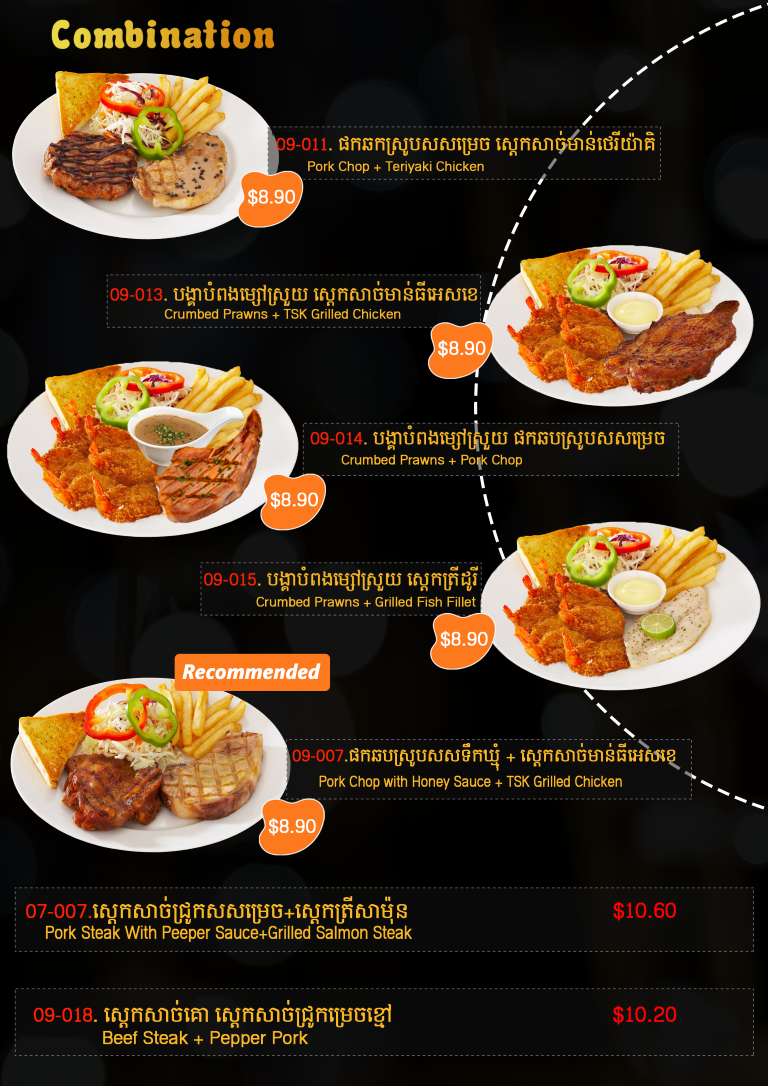 Combination
09-011. ផកឆកស្រូបសសម្រេច ស្តេកសាច់មាន់ថេរីយ៉ាគិ
Pork Chop + Teriyaki Chicken
$8.90
09-013. បង្គាបំពងម្សៅស្រួយ ស្តេកសាច់មាន់ធីអេសខេ
Crumbed Prawns + TSK Grilled Chicken
$8.90
09-014. បង្គាបំពងម្សៅស្រួយ ផកឆបស្រូបសសម្រេច
Crumbed Prawns + Pork Chop
$8.90
09-015. បង្គាបំពងម្សៅស្រួយ ស្តេកត្រីដូរី
Crumbed Prawns + Grilled Fish Fillet
$8.90
Recommended
09-007.ផកឆបស្រូបសសទឹកឃ្មុំ + ស្តេកសាច់មាន់ធីអេសខេ
Pork Chop with Honey Sauce + TSK Grilled Chicken
$8.90
07-007.ស្តេកសាច់ជ្រូកសសម្រេច+ស្តេកត្រីសាម៉ុន $10.60
Pork Steak With Peeper Sauce+Grilled Salmon Steak
09-018. ស្តេកសាច់គោ ស្តេកសាច់ជ្រូកម្រេចខ្មៅ $10.20
Beef Steak + Pepper Pork